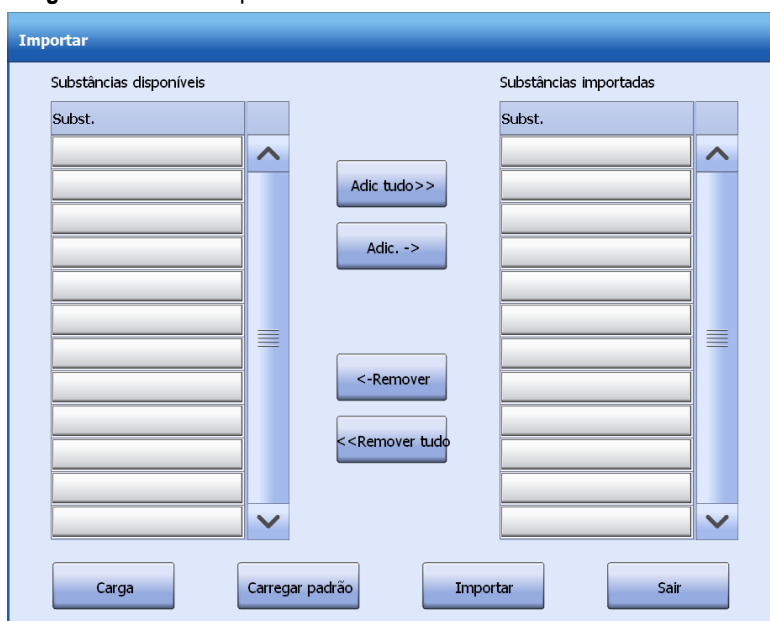 Importar
Substâncias disponíveis
Substâncias importadas
Subst.
Subst.
Adic tudo>>
Adic. ->
<-Remover
<<Remover tudo
Carga
Carregar padrão
Importar
Sair